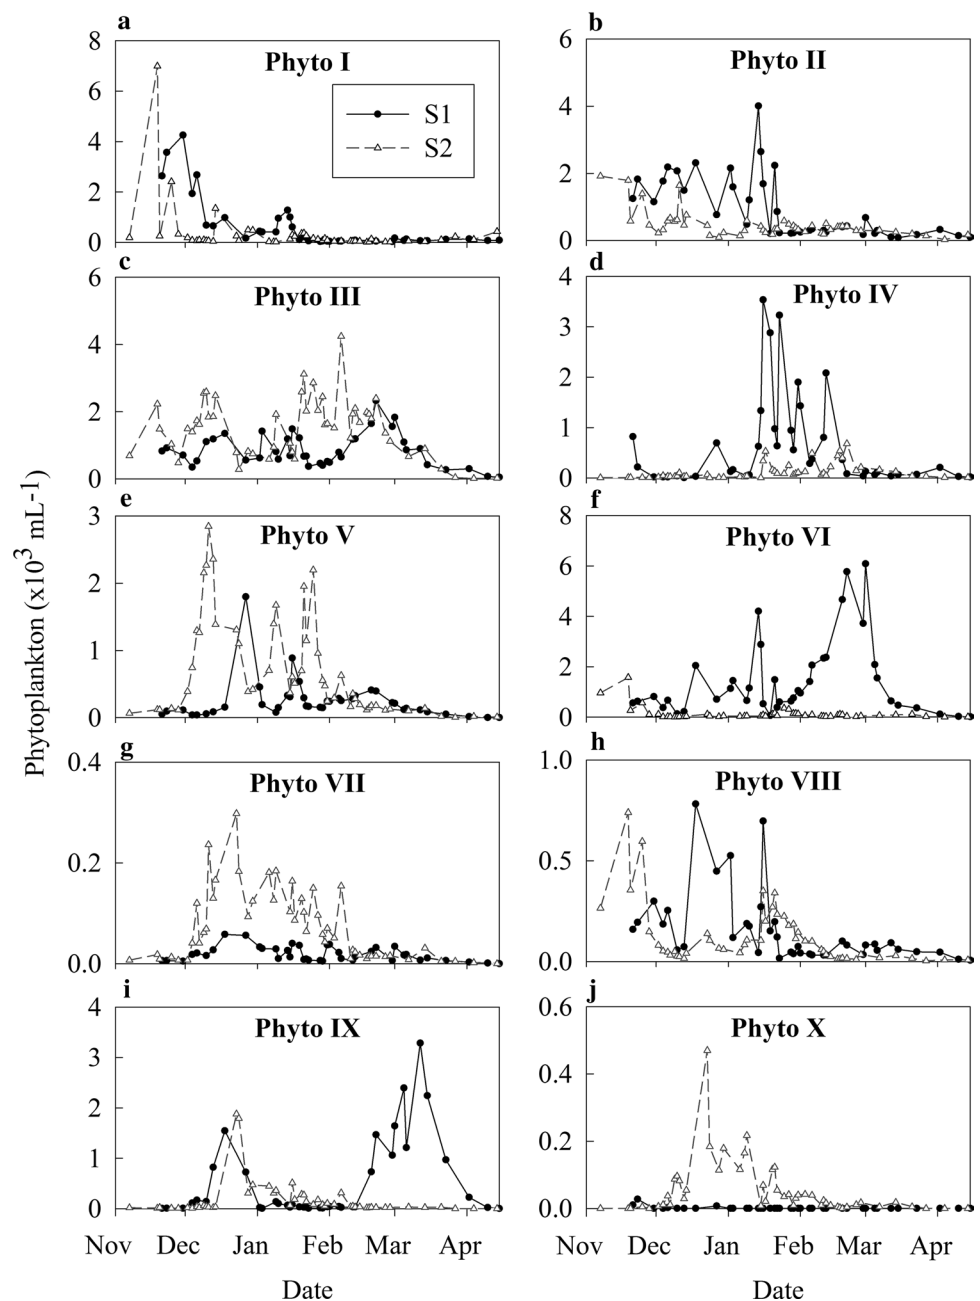 a
Phyto I
S1
S2
8
6
4
2
0
b
Phyto II
6
4
2
0
c
Phyto III
6
4
2
0
d
Phyto IV
4
3
2
1
0
e
Phyto V
3
2
1
0
f
Phyto VI
8
6
4
2
0
g
Phyto VII
0.4
0.2
0.0
h
Phyto VIII
1.0
0.5
0.0
i
Phyto IX
4
3
2
1
0
Nov Dec Jan Feb Mar Apr
Date
j
Phyto X
0.6
0.4
0.2
0.0
Nov Dec Jan Feb Mar Apr
Date
Phytoplankton (x10³ mL-1)